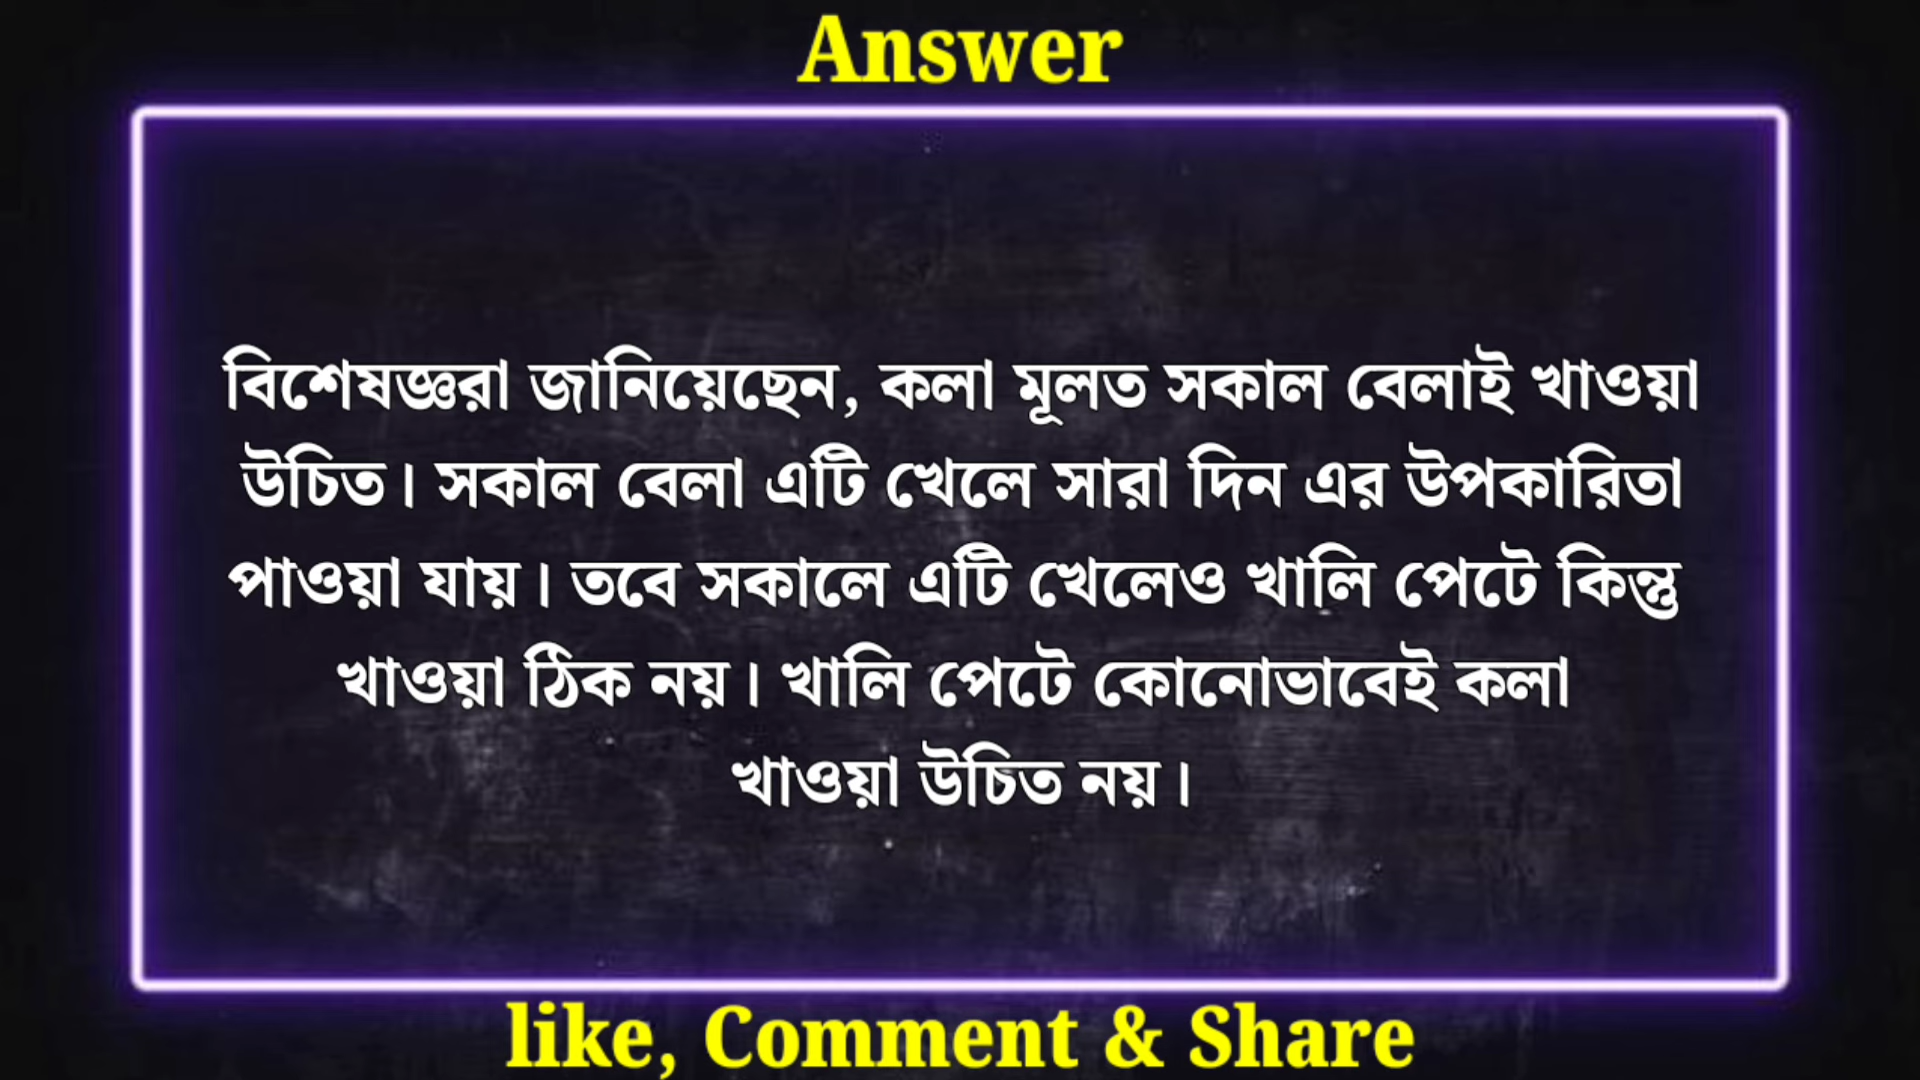 Answer
বিশেষজ্ঞরা জানিয়েছেন, কলা মূলত সকাল বেলাই খাওয়া
উচিত। সকাল বেলা এটি খেলে সারা দিন এর উপকারিতা
পাওয়া যায়। তবে সকালে এটি খেলেও খালি পেটে কিন্তু
খাওয়া ঠিক নয়। খালি পেটে কোনোভাবেই কলা
খাওয়া উচিত নয়।
like, Comment & Share